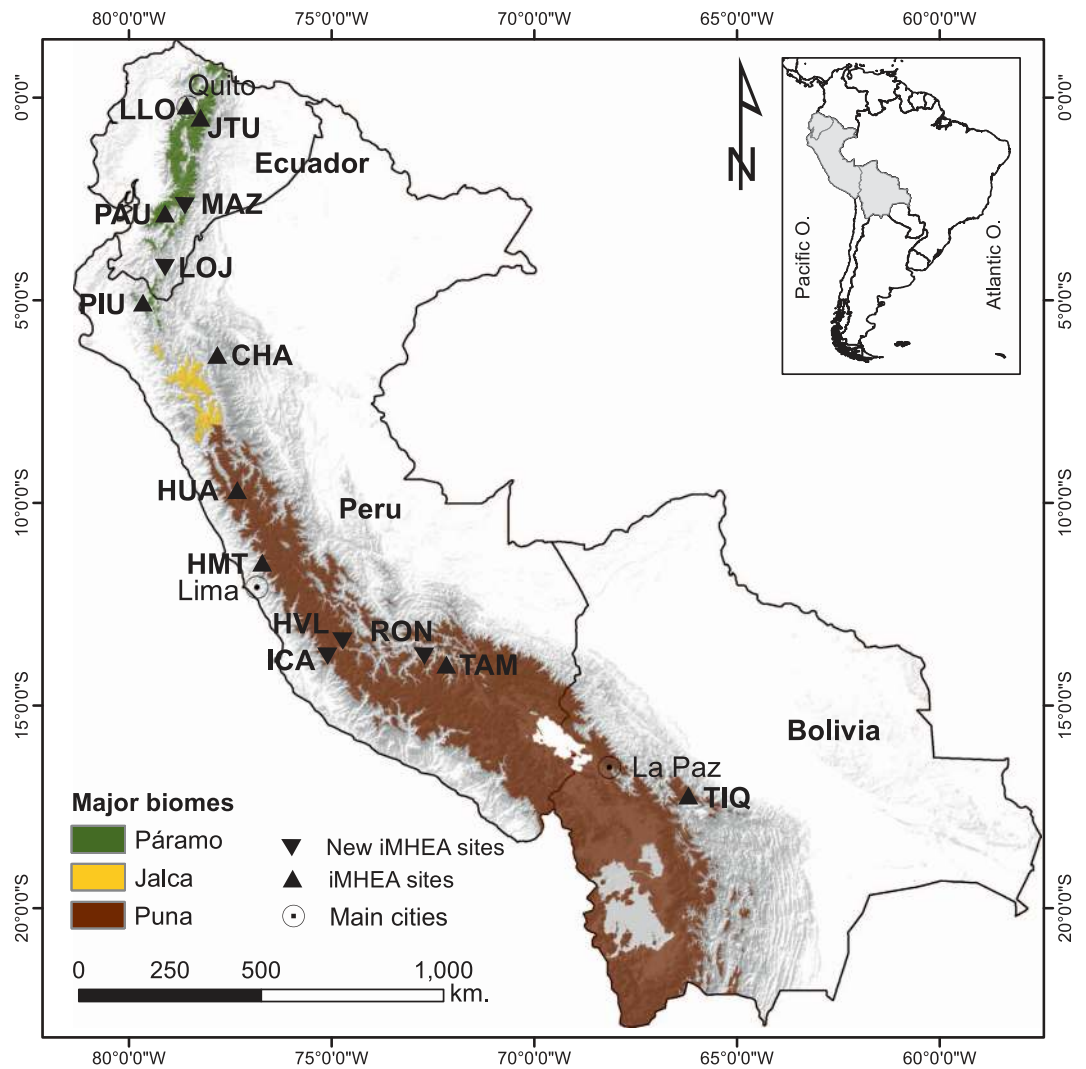 80°0'0"W 75°0'0"W 70°0'0"W 65°0'0"W 60°0'0"W
0°0'0"
5°0'0"S
10°0'0"S
15°0'0"S
20°0'0"S
Quito
LLO
JTU
Ecuador
MAZ
PAU
LOJ
PIU
CHA
HUA
Peru
HMT
Lima
HVL
RON
ICA
TAM
Bolivia
La Paz
TIQ
N
Pacific O.
Atlantic O.
0°0'0"
5°0'0"S
10°0'0"S
15°0'0"S
20°0'0"S
Major biomes
Páramo
Jalca
Puna
New iMHEA sites
iMHEA sites
Main cities
0 250 500 1,000
km.
80°0'0"W 75°0'0"W 70°0'0"W 65°0'0"W 60°0'0"W